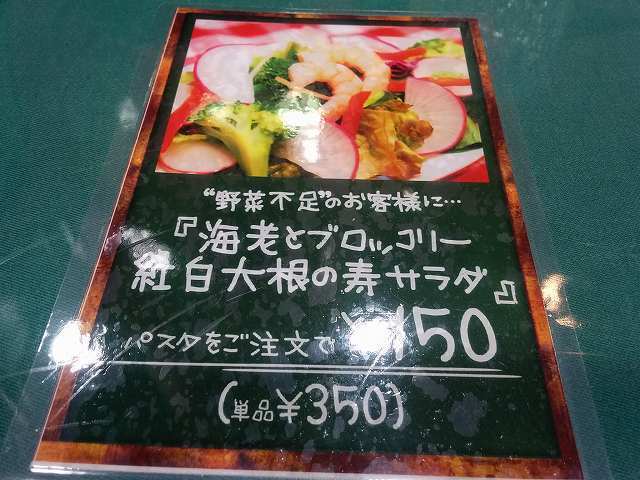 “野菜不足”のお客様に…
『海老とブロッコリー
紅白大根の寿サラダ』
パスタをご注文で ¥150
(単品¥350)